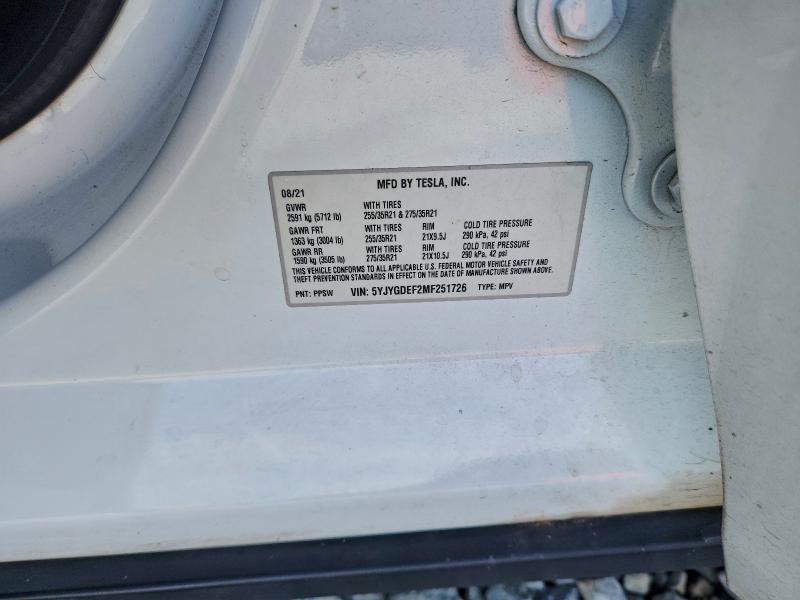 MFD BY TESLA, INC.
08/21
GVWR WITH TIRES
2591 kg (5712 lb) 255/35R21 & 275/35R21
GAWR FRT WITH TIRES RIM COLD TIRE PRESSURE
1363 kg (3004 lb) 255/35R21 21X9.5J 290 kPa, 42 psi
GAWR RR WITH TIRES RIM COLD TIRE PRESSURE
1590 kg (3505 lb) 275/35R21 21X10.5J 290 kPa, 42 psi
THIS VEHICLE CONFORMS TO ALL APPLICABLE U.S. FEDERAL MOTOR VEHICLE SAFETY AND
THEFT PREVENTION STANDARDS IN EFFECT ON THE DATE OF MANUFACTURE SHOWN ABOVE.
PNT: PPSW VIN: 5YJYGDEF2MF251726 TYPE: MPV